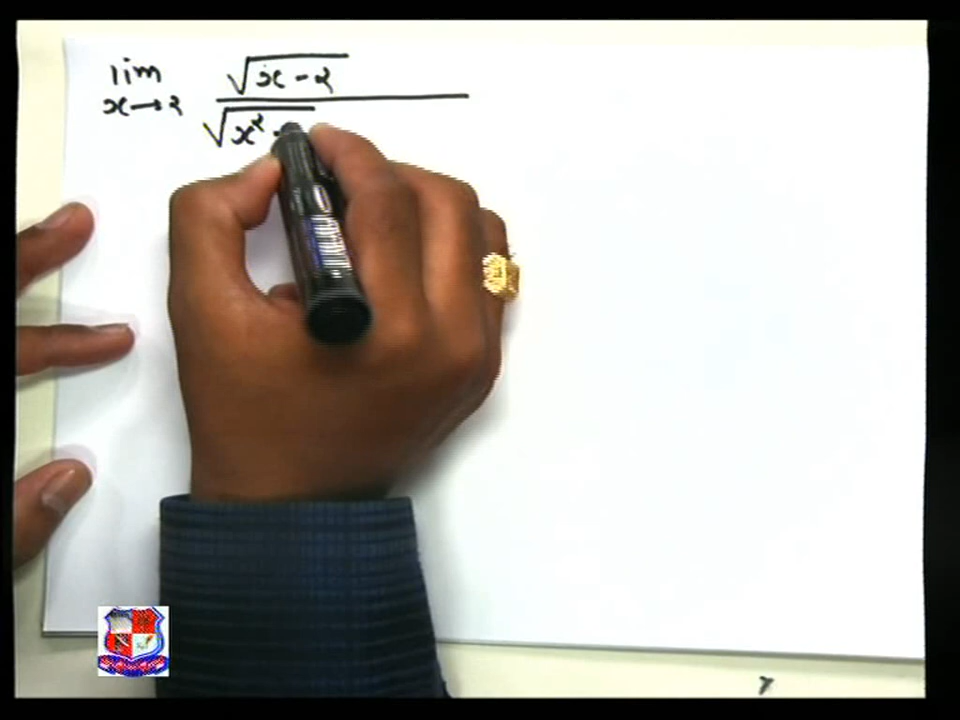 lim √x - 2
x→2 √x² -